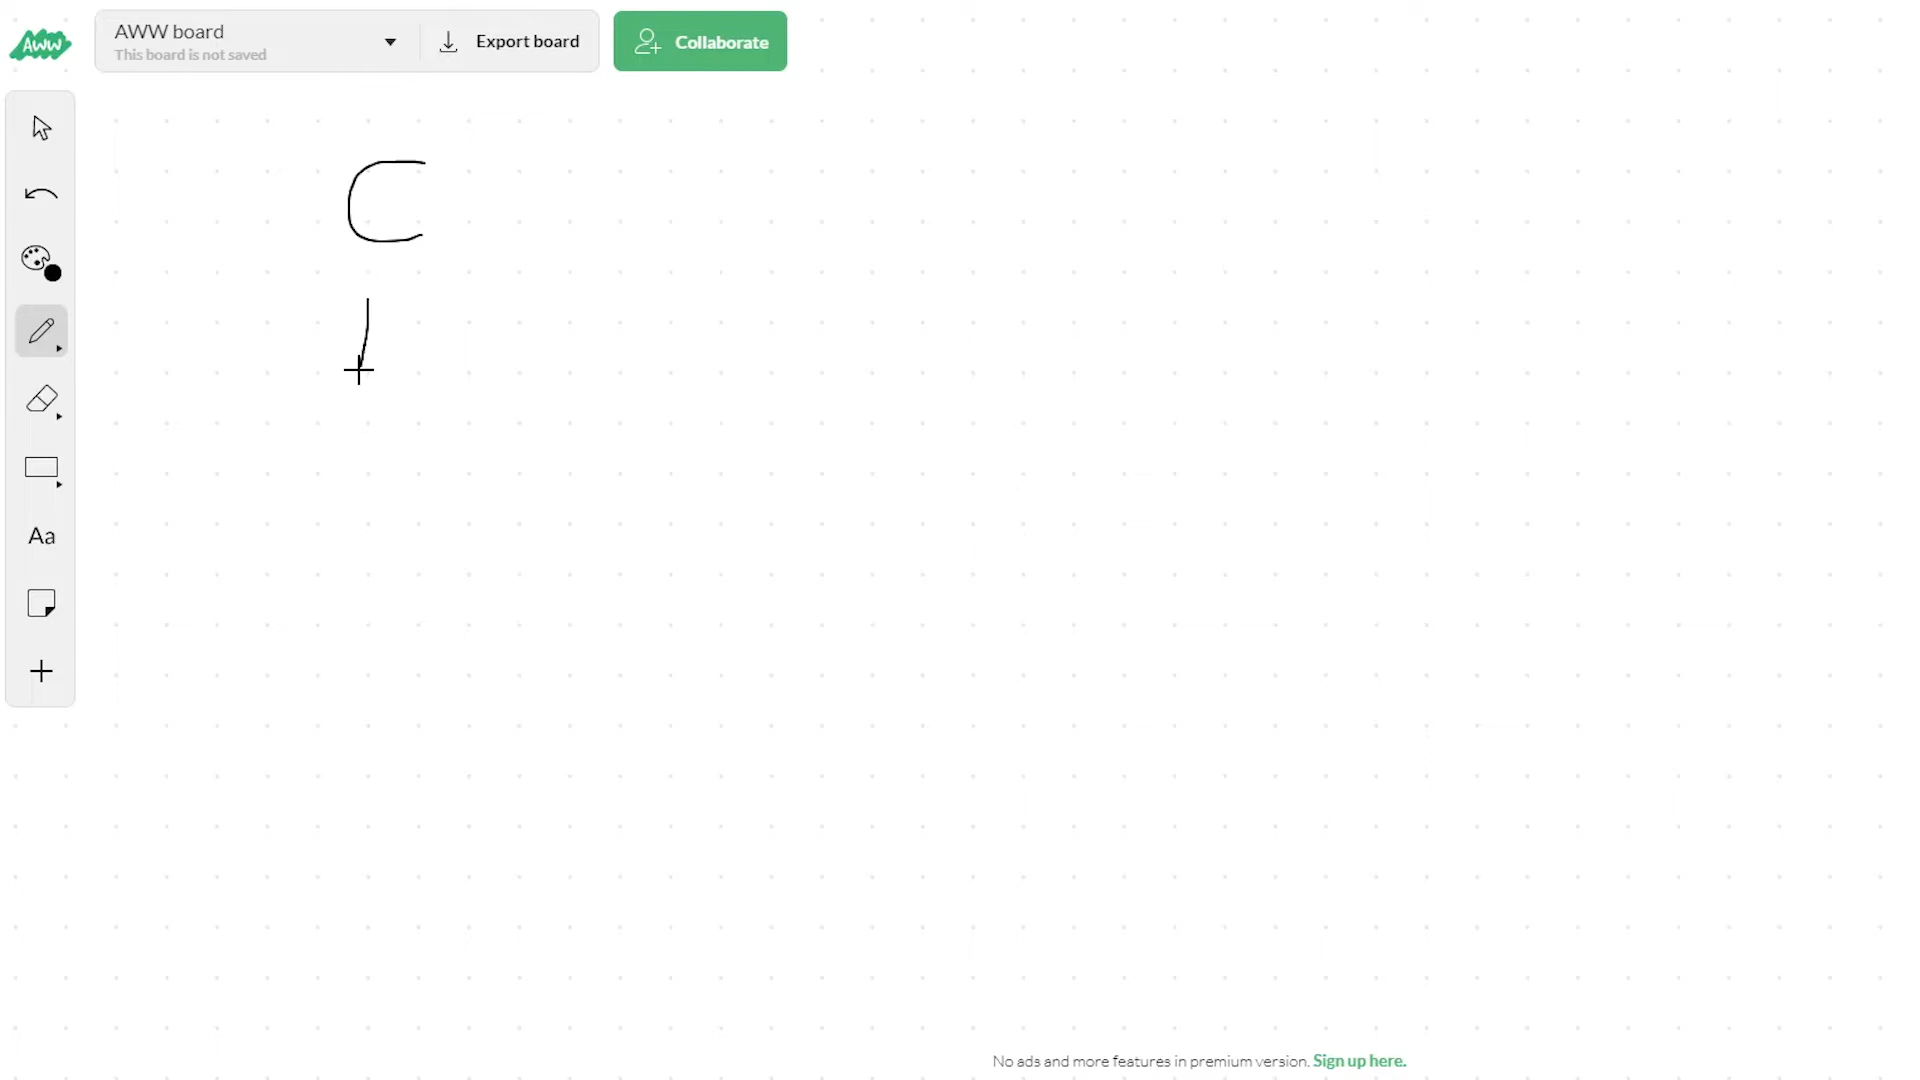 AWW
AWW board
This board is not saved
Export board
Collaborate
C
Aa
No ads and more features in premium version. Sign up here.